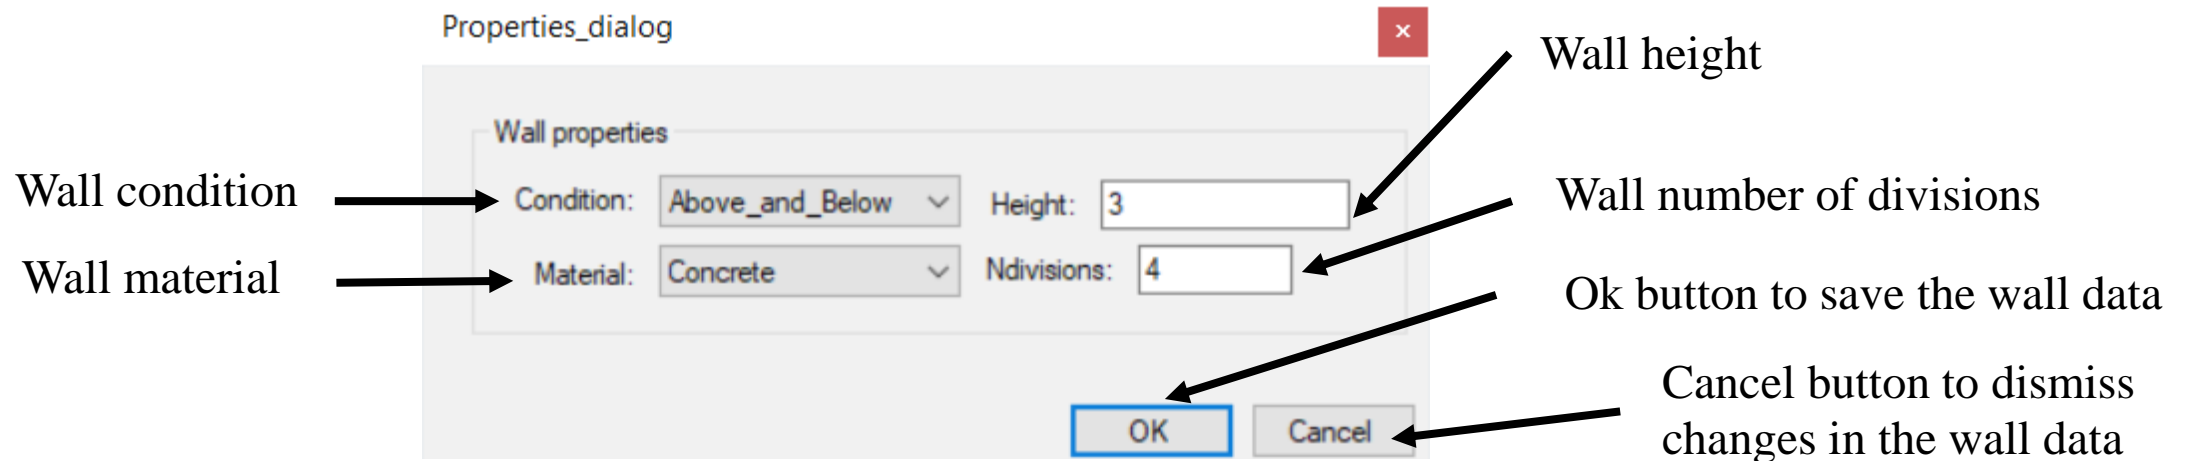 Properties_dialog
x
Wall height
Wall properties
Wall condition
Condition:
Above_and_Below
Height:
3
Wall number of divisions
Wall material
Material:
Concrete
Ndivisions:
4
Ok button to save the wall data
OK
Cancel
Cancel button to dismiss
changes in the wall data